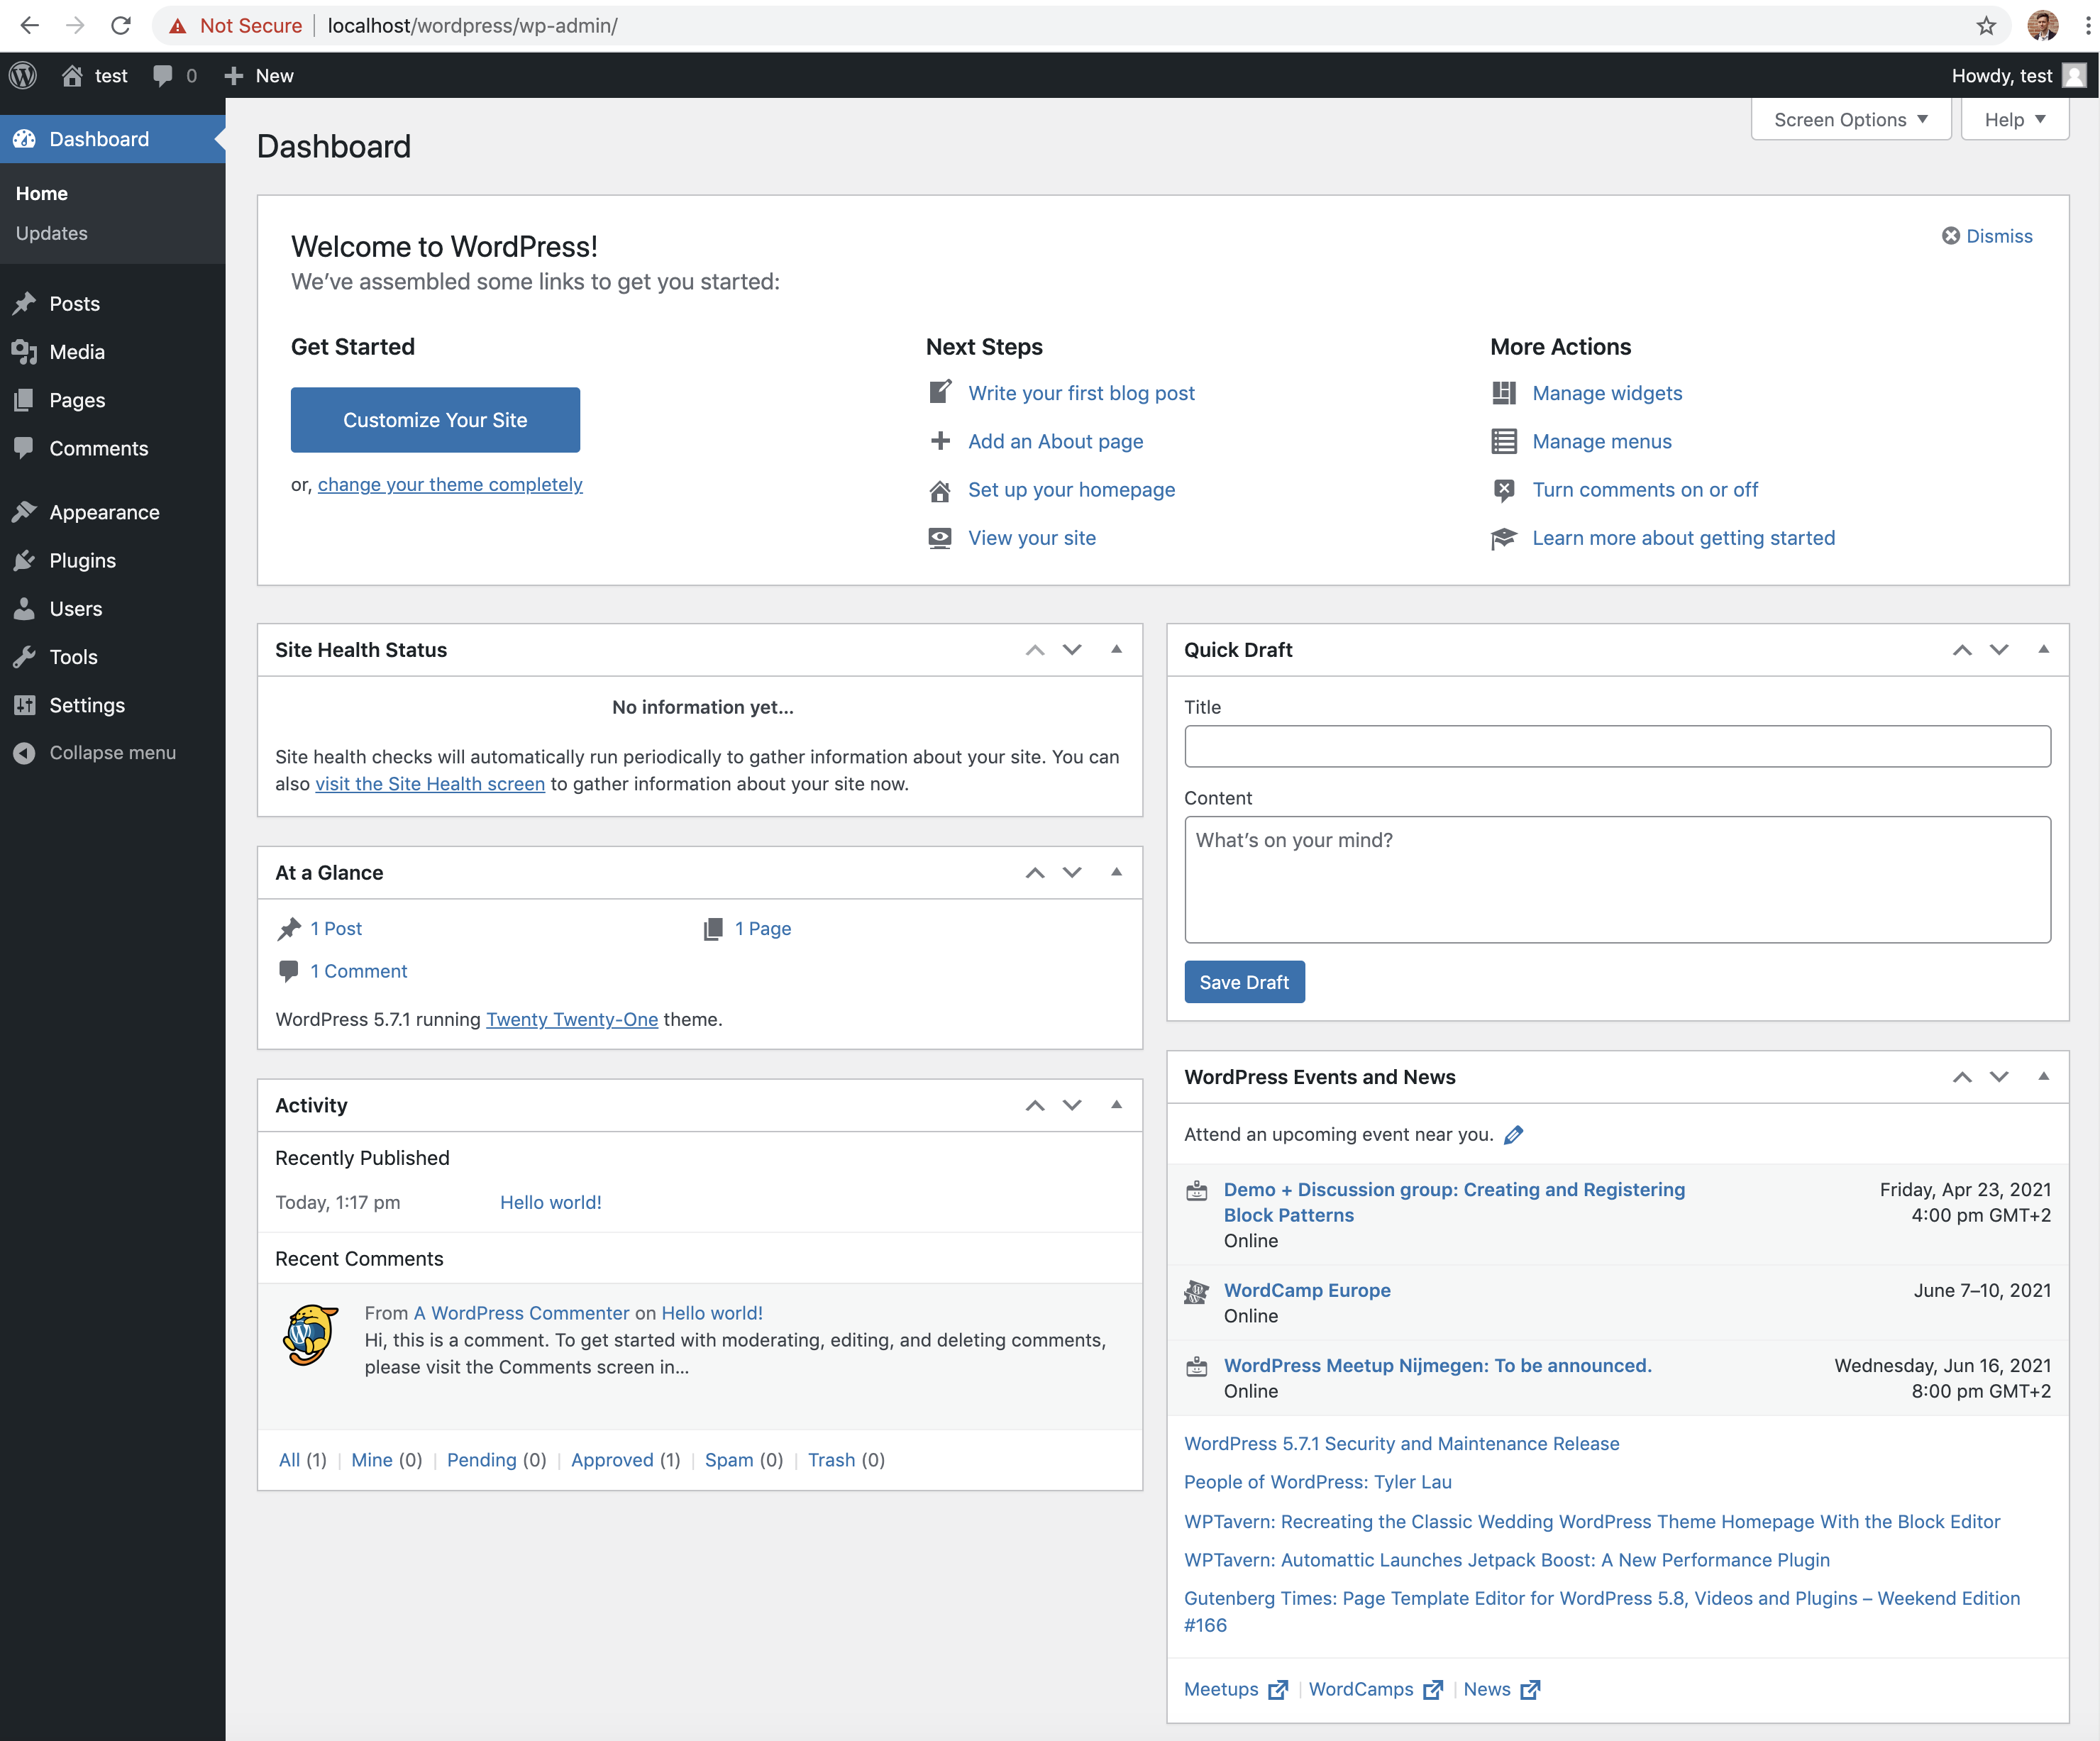 Not Secure | localhost/wordpress/wp-admin/
test 0 New Howdy, test
Dashboard
Home
Updates
Posts
Media
Pages
Comments
Appearance
Plugins
Users
Tools
Settings
Collapse menu
Screen Options Help
Dashboard
Welcome to WordPress!
Dismiss
We’ve assembled some links to get you started:
Get Started
Customize Your Site
or, change your theme completely
Next Steps
Write your first blog post
Add an About page
Set up your homepage
View your site
More Actions
Manage widgets
Manage menus
Turn comments on or off
Learn more about getting started
Site Health Status
No information yet...
Site health checks will automatically run periodically to gather information about your site. You can
also visit the Site Health screen to gather information about your site now.
At a Glance
1 Post 1 Page
1 Comment
WordPress 5.7.1 running Twenty Twenty-One theme.
Activity
Recently Published
Today, 1:17 pm Hello world!
Recent Comments
From A WordPress Commenter on Hello world!
Hi, this is a comment. To get started with moderating, editing, and deleting comments,
please visit the Comments screen in...
All (1) | Mine (0) | Pending (0) | Approved (1) | Spam (0) | Trash (0)
Quick Draft
Title
Content
What’s on your mind?
Save Draft
WordPress Events and News
Attend an upcoming event near you.
Demo + Discussion group: Creating and Registering Friday, Apr 23, 2021
Block Patterns 4:00 pm GMT+2
Online
WordCamp Europe June 7–10, 2021
Online
WordPress Meetup Nijmegen: To be announced. Wednesday, Jun 16, 2021
Online 8:00 pm GMT+2
WordPress 5.7.1 Security and Maintenance Release
People of WordPress: Tyler Lau
WPTavern: Recreating the Classic Wedding WordPress Theme Homepage With the Block Editor
WPTavern: Automattic Launches Jetpack Boost: A New Performance Plugin
Gutenberg Times: Page Template Editor for WordPress 5.8, Videos and Plugins – Weekend Edition
#166
Meetups | WordCamps | News